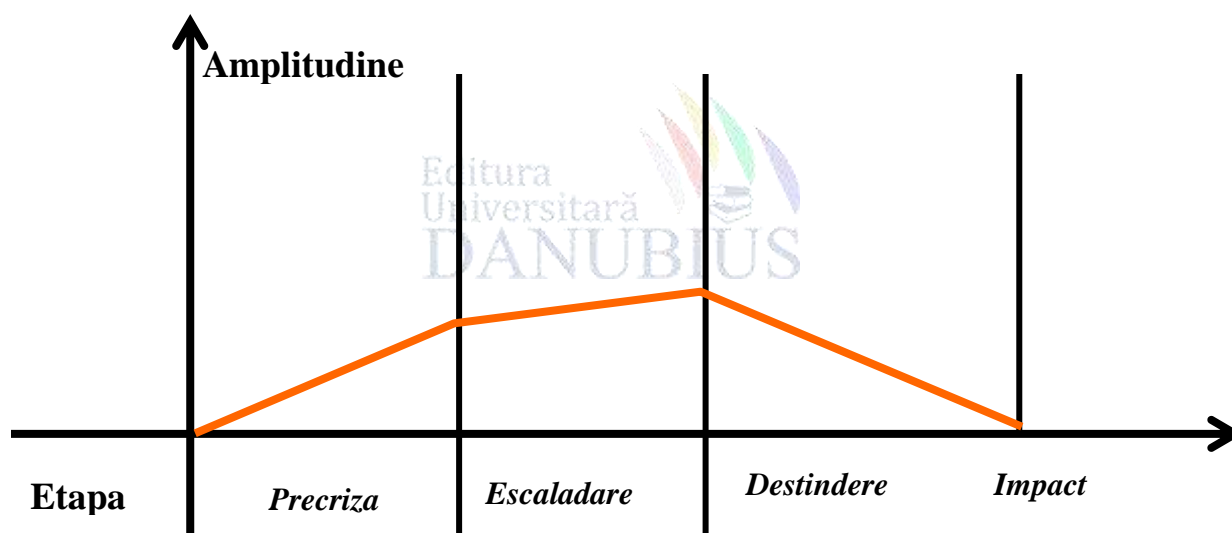 Amplitudine
Editura
Universitară
DANUBIUS
Etapa
Precriza
Escaladare
Destindere
Impact